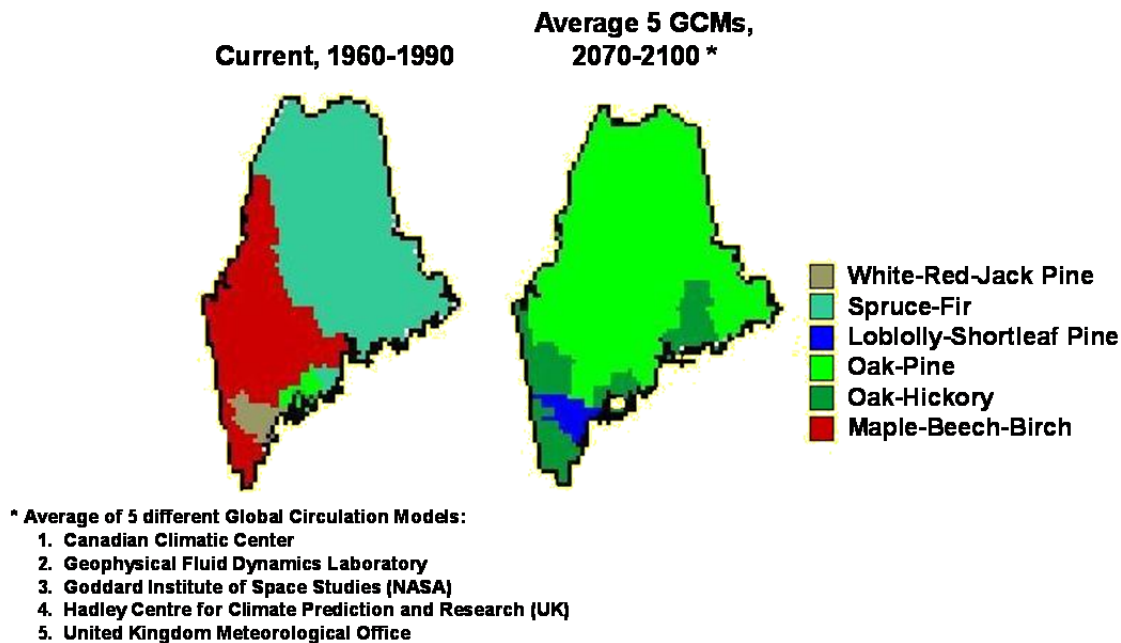 Current, 1960-1990
Average 5 GCMs,
2070-2100 *
White-Red-Jack Pine
Spruce-Fir
Loblolly-Shortleaf Pine
Oak-Pine
Oak-Hickory
Maple-Beech-Birch
* Average of 5 different Global Circulation Models:
1. Canadian Climatic Center
2. Geophysical Fluid Dynamics Laboratory
3. Goddard Institute of Space Studies (NASA)
4. Hadley Centre for Climate Prediction and Research (UK)
5. United Kingdom Meteorological Office